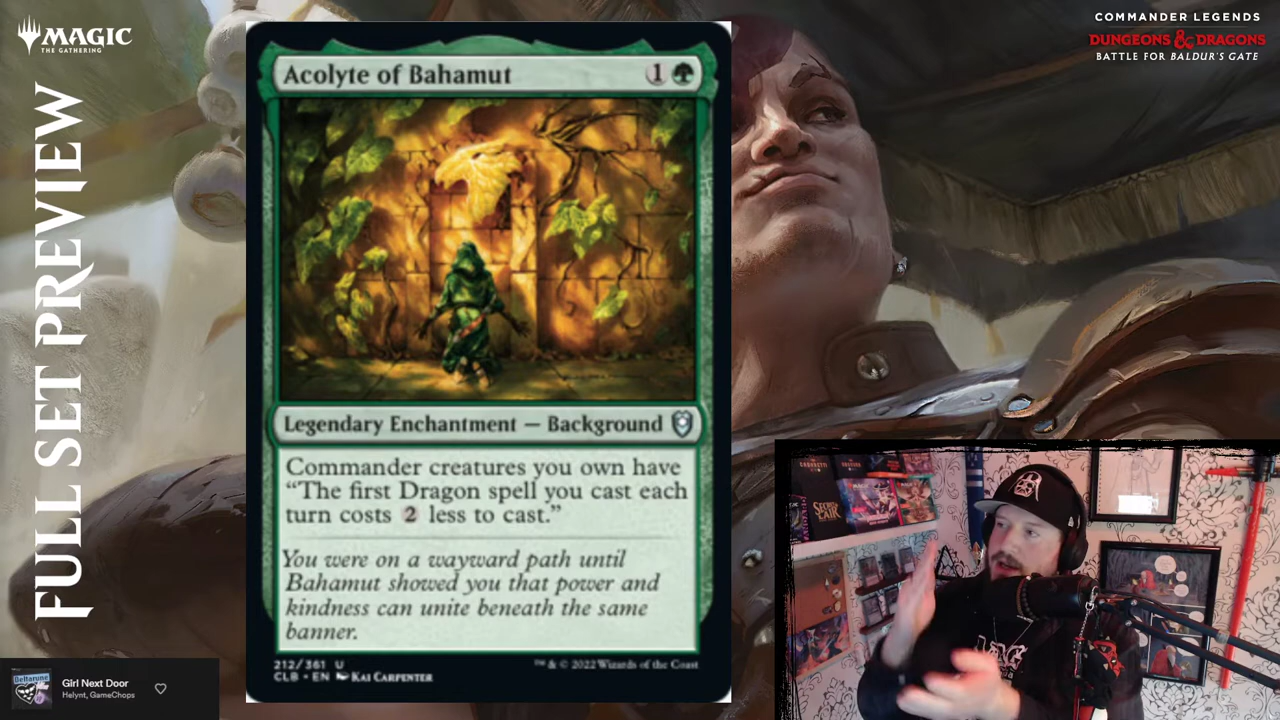 MAGIC
THE GATHERING
FULL SET PREVIEW
COMMANDER LEGENDS
DUNGEONS & DRAGONS
BATTLE FOR BALDUR'S GATE
Acolyte of Bahamut 1
Legendary Enchantment — Background
Commander creatures you own have
“The first Dragon spell you cast each
turn costs 2 less to cast.”
You were on a wayward path until
Bahamut showed you that power and
kindness can unite beneath the same
banner.
212/361 U
CLB • EN KAI CARPENTER
™ & © 2022 Wizards of the Coast
Girl Next Door
Helynt, GameChops
SECRET
LAIR